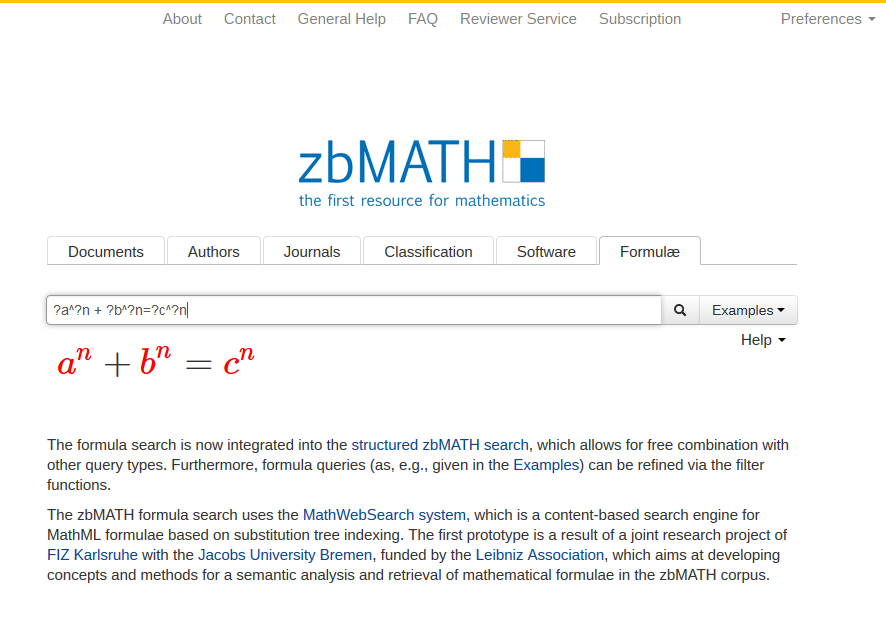 About Contact General Help FAQ Reviewer Service Subscription Preferences
zbMATH
the first resource for mathematics
Documents Authors Journals Classification Software Formulæ
?a^?n + ?b^?n=?c^?n Examples
Help
aⁿ + bⁿ = cⁿ
The formula search is now integrated into the structured zbMATH search, which allows for free combination with
other query types. Furthermore, formula queries (as, e.g., given in the Examples) can be refined via the filter
functions.
The zbMATH formula search uses the MathWebSearch system, which is a content-based search engine for
MathML formulae based on substitution tree indexing. The first prototype is a result of a joint research project of
FIZ Karlsruhe with the Jacobs University Bremen, funded by the Leibniz Association, which aims at developing
concepts and methods for a semantic analysis and retrieval of mathematical formulae in the zbMATH corpus.